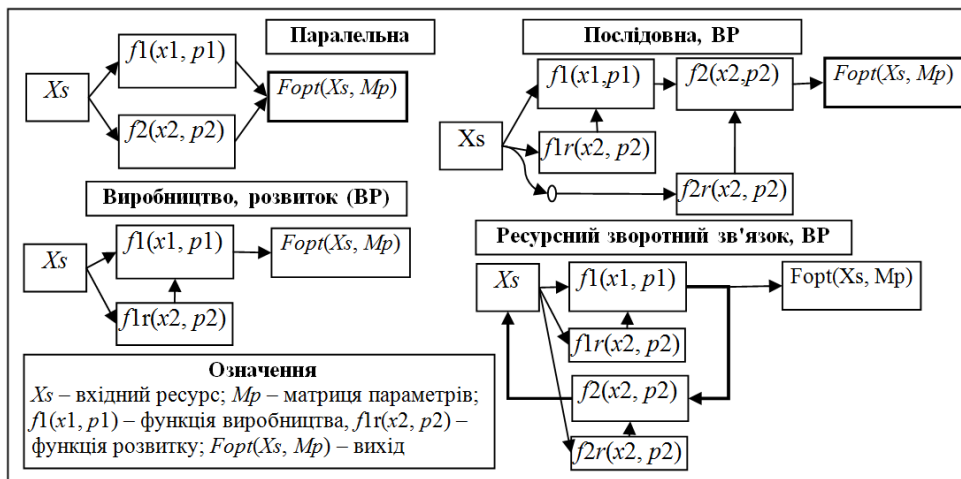 Паралельна
f1(x1, p1)
Xs
Fopt(Xs, Mp)
f2(x2, p2)
Послідовна, ВР
f1(x1,p1)
f2(x2,p2)
Fopt(Xs, Mp)
Xs
f1r(x2, p2)
f2r(x2, p2)
Виробництво, розвиток (ВР)
f1(x1, p1)
Fopt(Xs, Mp)
Xs
f1r(x2, p2)
Ресурсний зворотний зв'язок, ВР
Xs
f1(x1, p1)
Fopt(Xs, Mp)
f1r(x2, p2)
f2(x2, p2)
f2r(x2, p2)
Означення
Xs – вхідний ресурс; Mp – матриця параметрів;
f1(x1, p1) – функція виробництва, f1r(x2, p2) –
функція розвитку; Fopt(Xs, Mp) – вихід